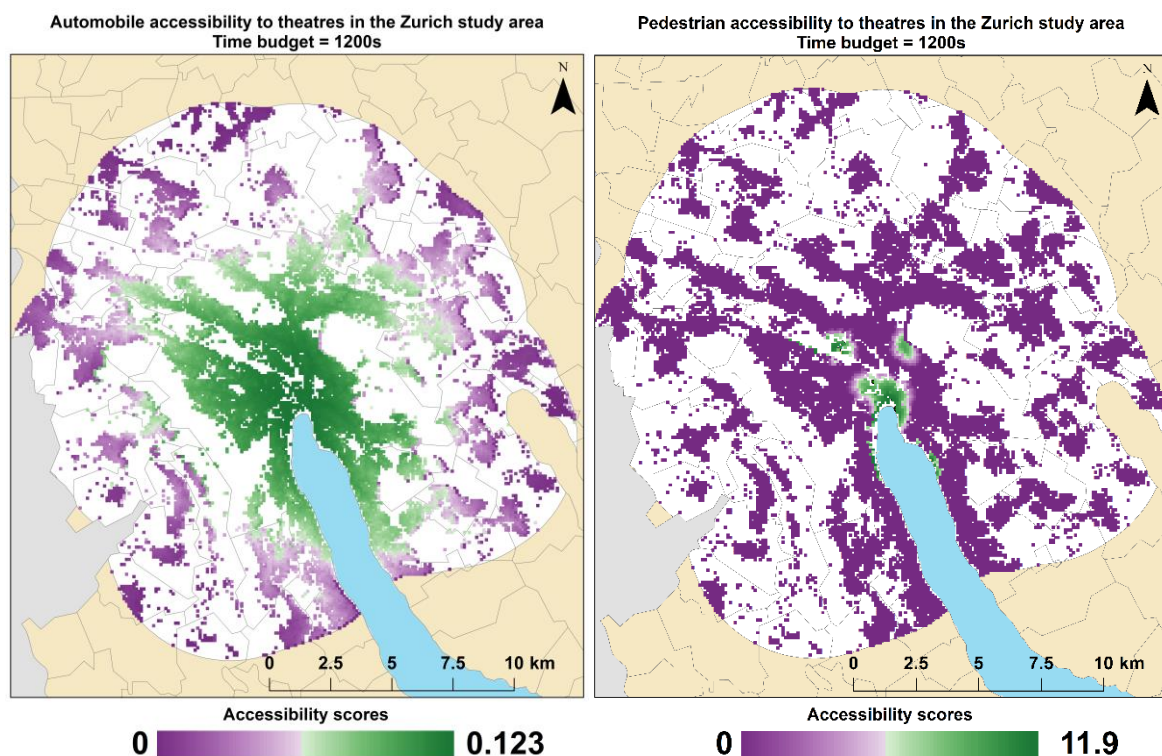 Automobile accessibility to theatres in the Zurich study area
Time budget = 1200s
N
0 2.5 5 7.5 10 km
Accessibility scores
0 0.123
Pedestrian accessibility to theatres in the Zurich study area
Time budget = 1200s
N
0 2.5 5 7.5 10 km
Accessibility scores
0 11.9